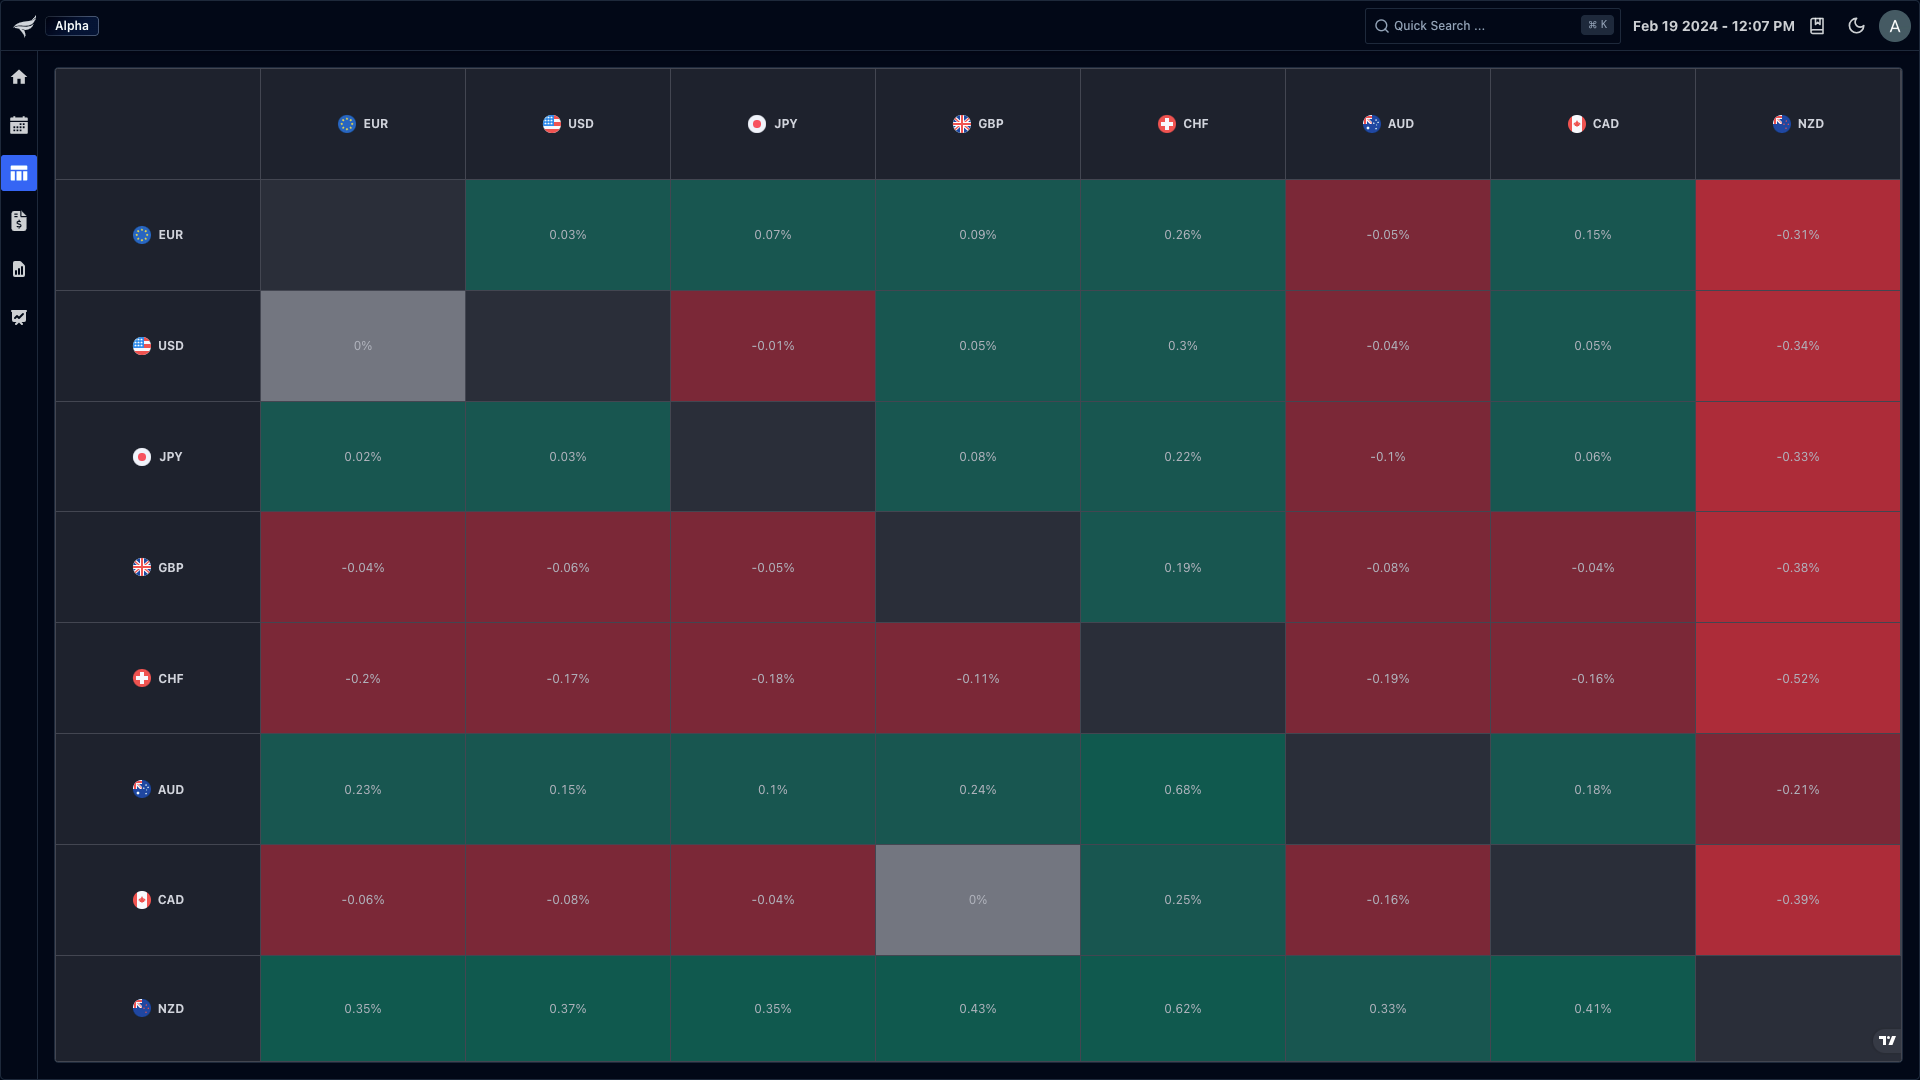 Alpha
Quick Search ...
⌘ K
Feb 19 2024 - 12:07 PM
A
EUR USD JPY GBP CHF AUD CAD NZD
EUR 0.03% 0.07% 0.09% 0.26% -0.05% 0.15% -0.31%
USD 0% -0.01% 0.05% 0.3% -0.04% 0.05% -0.34%
JPY 0.02% 0.03% 0.08% 0.22% -0.1% 0.06% -0.33%
GBP -0.04% -0.06% -0.05% 0.19% -0.08% -0.04% -0.38%
CHF -0.2% -0.17% -0.18% -0.11% -0.19% -0.16% -0.52%
AUD 0.23% 0.15% 0.1% 0.24% 0.68% 0.18% -0.21%
CAD -0.06% -0.08% -0.04% 0% 0.25% -0.16% -0.39%
NZD 0.35% 0.37% 0.35% 0.43% 0.62% 0.33% 0.41%